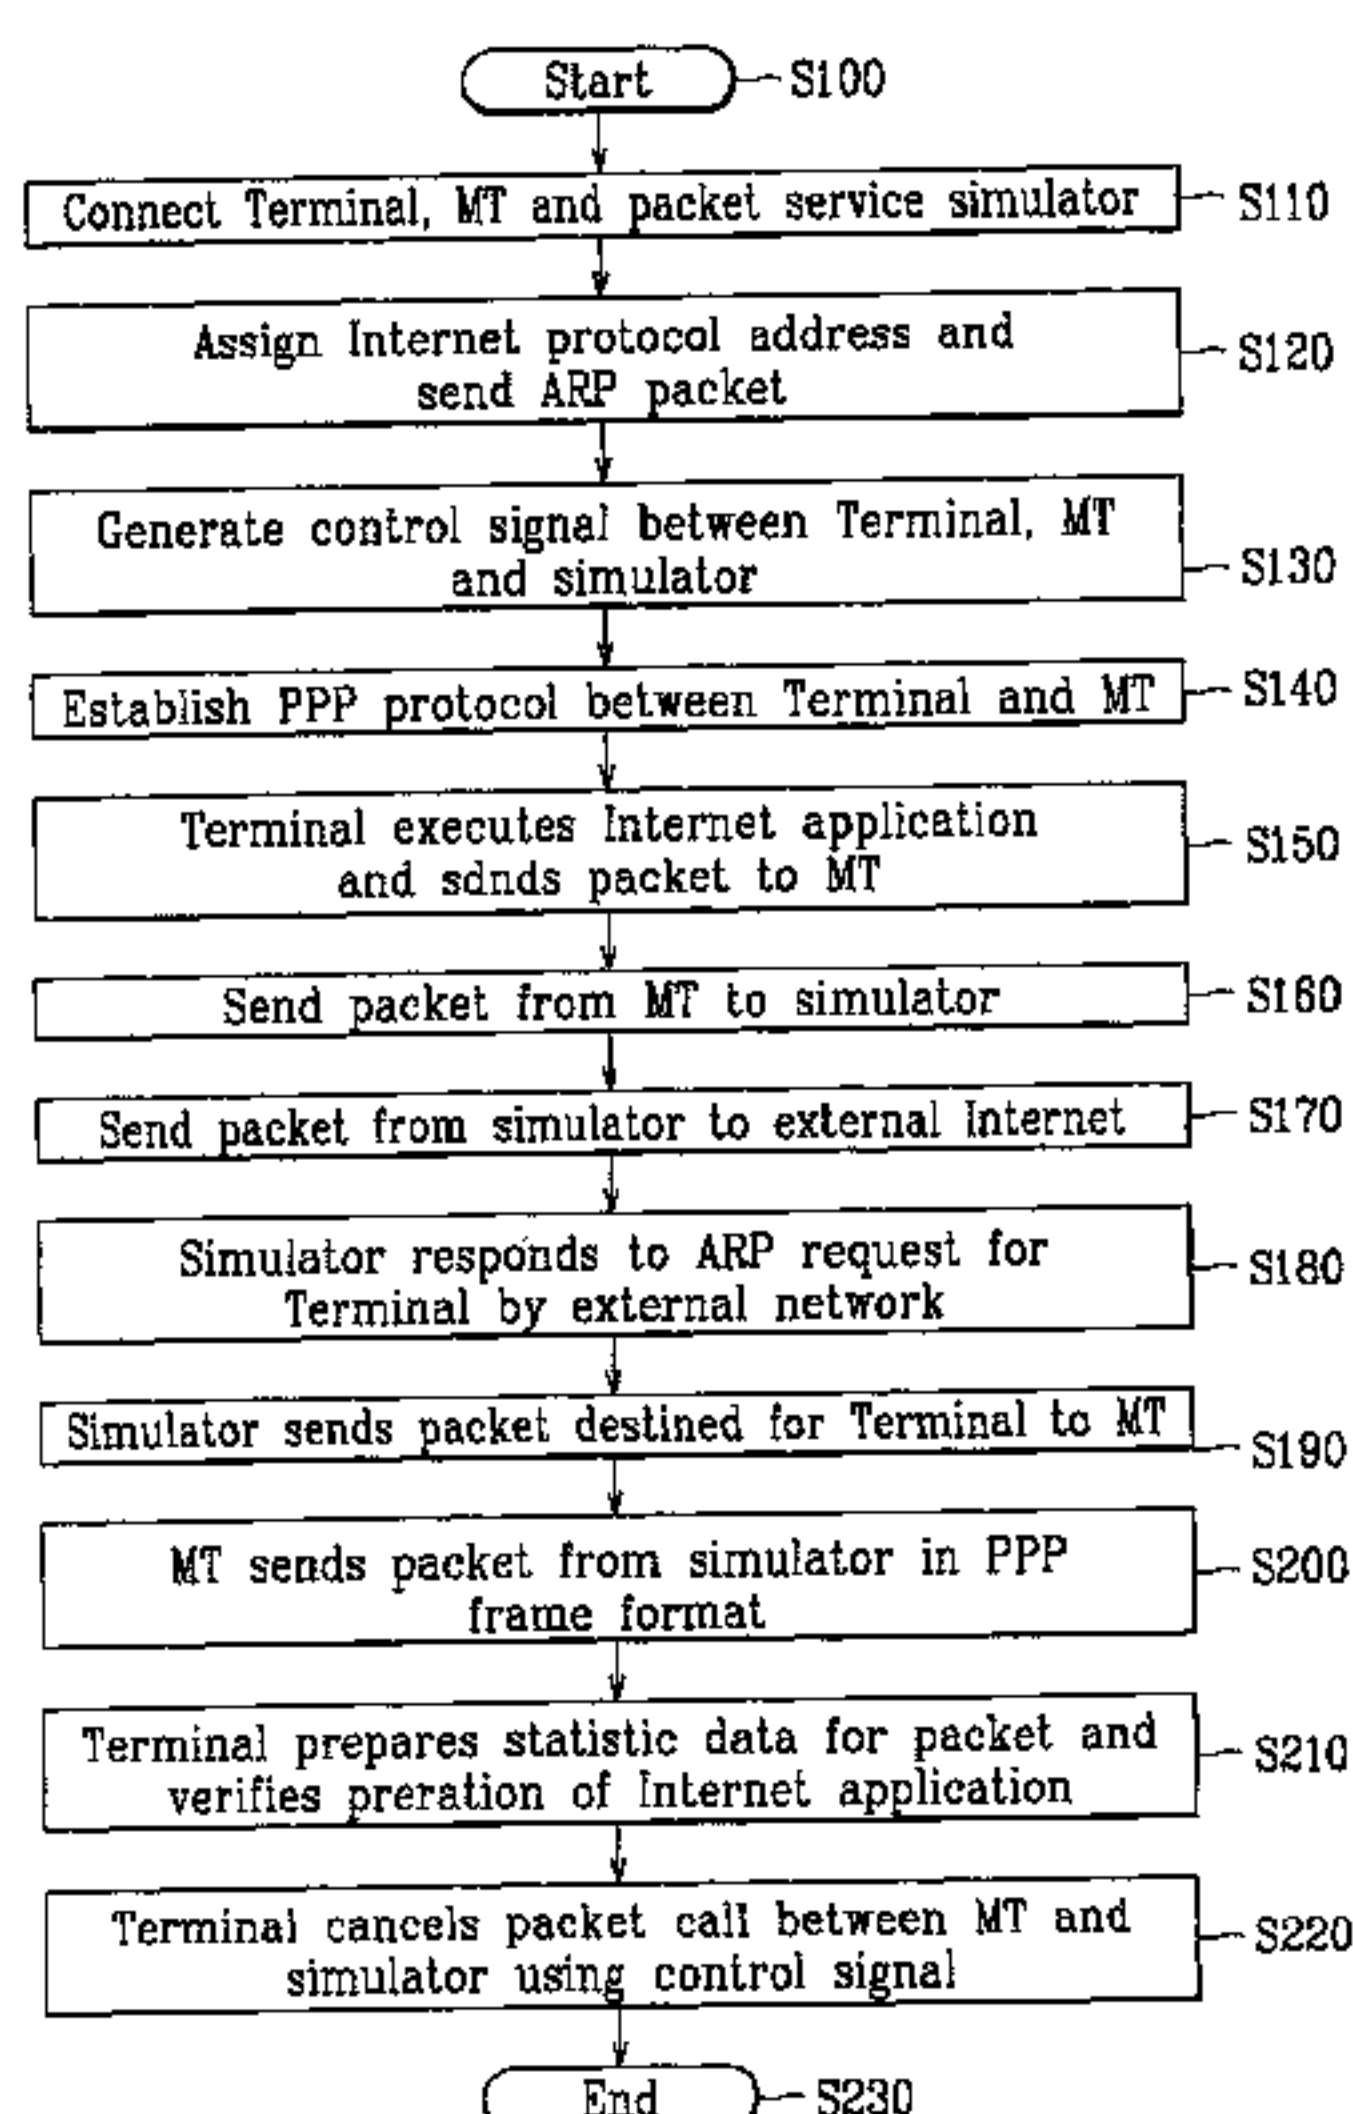 Start S100
Connect Terminal, MT and packet service simulator S110
Assign Internet protocol address and
send ARP packet
S120
Generate control signal between Terminal, MT
and simulator
S130
Establish PPP protocol between Terminal and MT S140
Terminal executes Internet application
and sdnds packet to MT
S150
Send packet from MT to simulator S160
Send packet from simulator to external Internet S170
Simulator responds to ARP request for
Terminal by external network
S180
Simulator sends packet destined for Terminal to MT S190
MT sends packet from simulator in PPP
frame format
S200
Terminal prepares statistic data for packet and
verifies preration of Internet application
S210
Terminal cancels packet call between MT and
simulator using control signal
S220
End S230